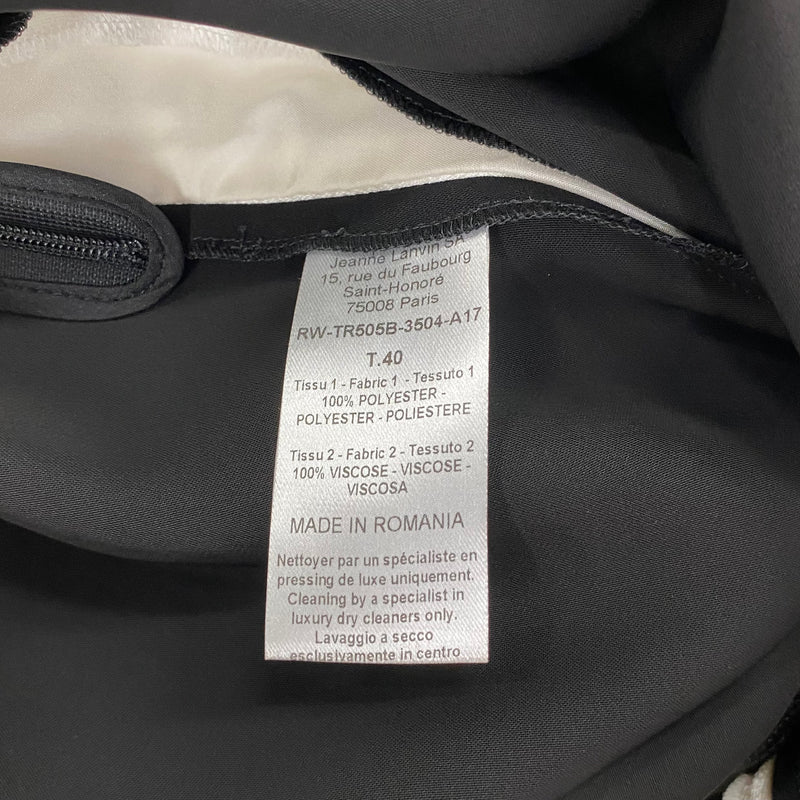 Jeanne Lanvin SA
15, rue du Faubourg
Saint-Honoré
75008 Paris
RW-TR505B-3504-A17
T.40
Tissu 1 - Fabric 1 - Tessuto 1
100% POLYESTER -
POLYESTER - POLIESTERE
Tissu 2 - Fabric 2 - Tessuto 2
100% VISCOSE - VISCOSE -
VISCOSA
MADE IN ROMANIA
Nettoyer par un spécialiste en
pressing de luxe uniquement.
Cleaning by a specialist in
luxury dry cleaners only.
Lavaggio a secco
esclusivamente in centro